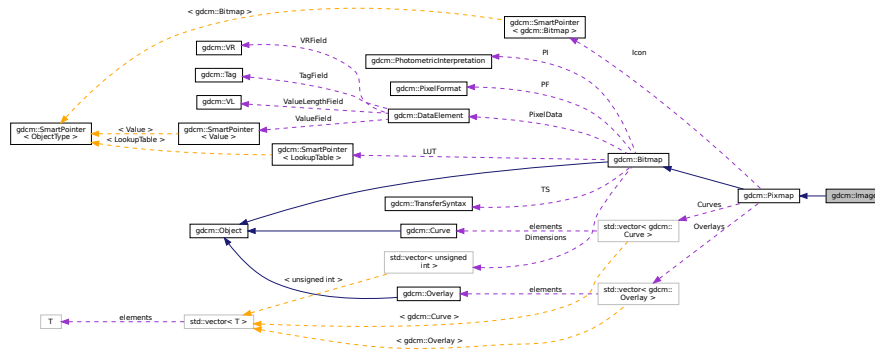 < gdcm::Bitmap >
gdcm::SmartPointer
< gdcm::Bitmap >
gdcm::VR
VRField
PI
Icon
gdcm::PhotometricInterpretation
gdcm::Tag
TagField
PF
gdcm::PixelFormat
gdcm::VL
ValueLengthField
gdcm::DataElement
PixelData
ValueField
gdcm::SmartPointer
< ObjectType >
< Value >
< LookupTable >
gdcm::SmartPointer
< Value >
gdcm::SmartPointer
< LookupTable >
LUT
gdcm::Bitmap
TS
gdcm::Pixmap
gdcm::Image
gdcm::TransferSyntax
Curves
gdcm::Object
gdcm::Curve
elements
Dimensions
std::vector< gdcm::
Curve >
Overlays
std::vector< unsigned
int >
< unsigned int >
gdcm::Overlay
elements
std::vector< gdcm::
Overlay >
T
elements
std::vector< T >
< gdcm::Curve >
< gdcm::Overlay >